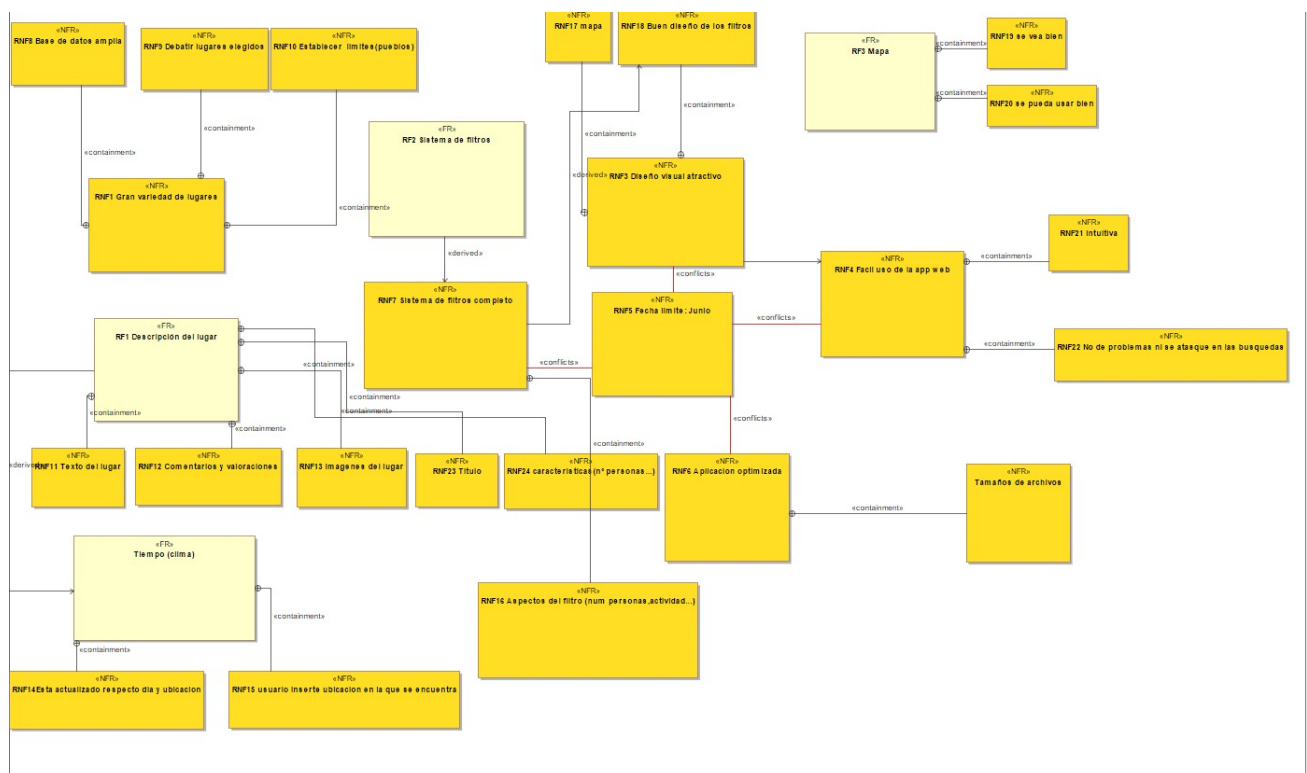 «NFR»
RNF8 Base de datos amplia
«NFR»
RNF9 Debatir lugares elegidos
«NFR»
RNF10 Establecer limites(pueblos)
«NFR»
RNF17 mapa
«NFR»
RNF18 Buen diseño de los filtros
«FR»
RF3 Mapa
«containment»
«NFR»
RNF19 se vea bien
«containment»
«NFR»
RNF20 se pueda usar bien
«containment»
«containment»
«containment»
«FR»
RF2 Sistema de filtros
«containment»
«containment»
«NFR»
RNF1 Gran variedad de lugares
«derived»
«NFR»
RNF3 Diseño visual atractivo
«derived»
«conflicts»
«NFR»
RNF4 Facil uso de la app web
«containment»
«NFR»
RNF21 Intuitiva
«NFR»
RNF7 Sistema de filtros completo
«NFR»
RNF5 Fecha limite: Junio
«conflicts»
«conflicts»
«containment»
«NFR»
RNF22 No de problemas ni se atasque en las busquedas
«FR»
RF1 Descripción del lugar
«containment»
«containment»
«containment»
«containment»
«conflicts»
«containment»
«derived»
«NFR»
RNF11 Texto del lugar
«NFR»
RNF12 Comentarios y valoraciones
«NFR»
RNF13 Imagenes del lugar
«NFR»
RNF23 Titulo
«NFR»
RNF24 caracteristicas(nº personas...)
«NFR»
RNF6 Aplicacion optimizada
«containment»
«NFR»
Tamaños de archivos
«FR»
Tiempo (clima)
«containment»
«containment»
«NFR»
RNF16 Aspectos del filtro (num personas,actividad...)
«NFR»
RNF14Esta actualizado respecto dia y ubicacion
«NFR»
RNF15 usuario inserte ubicacion en la que se encuentra